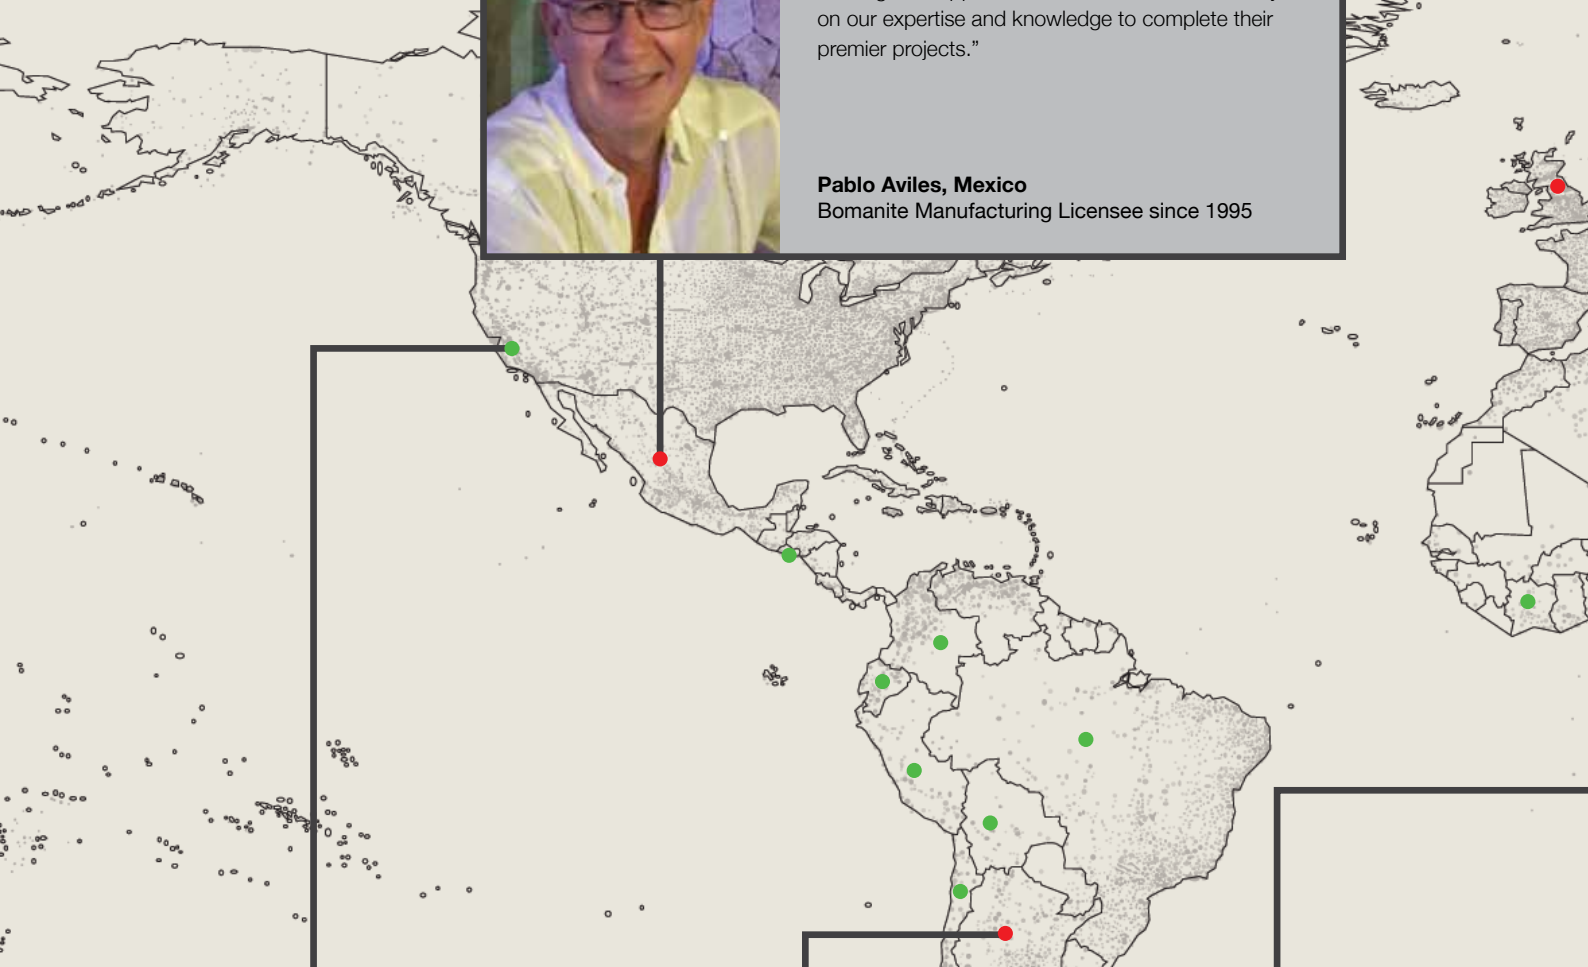 on our expertise and knowledge to complete their
premier projects.”
Pablo Aviles, Mexico
Bomanite Manufacturing Licensee since 1995